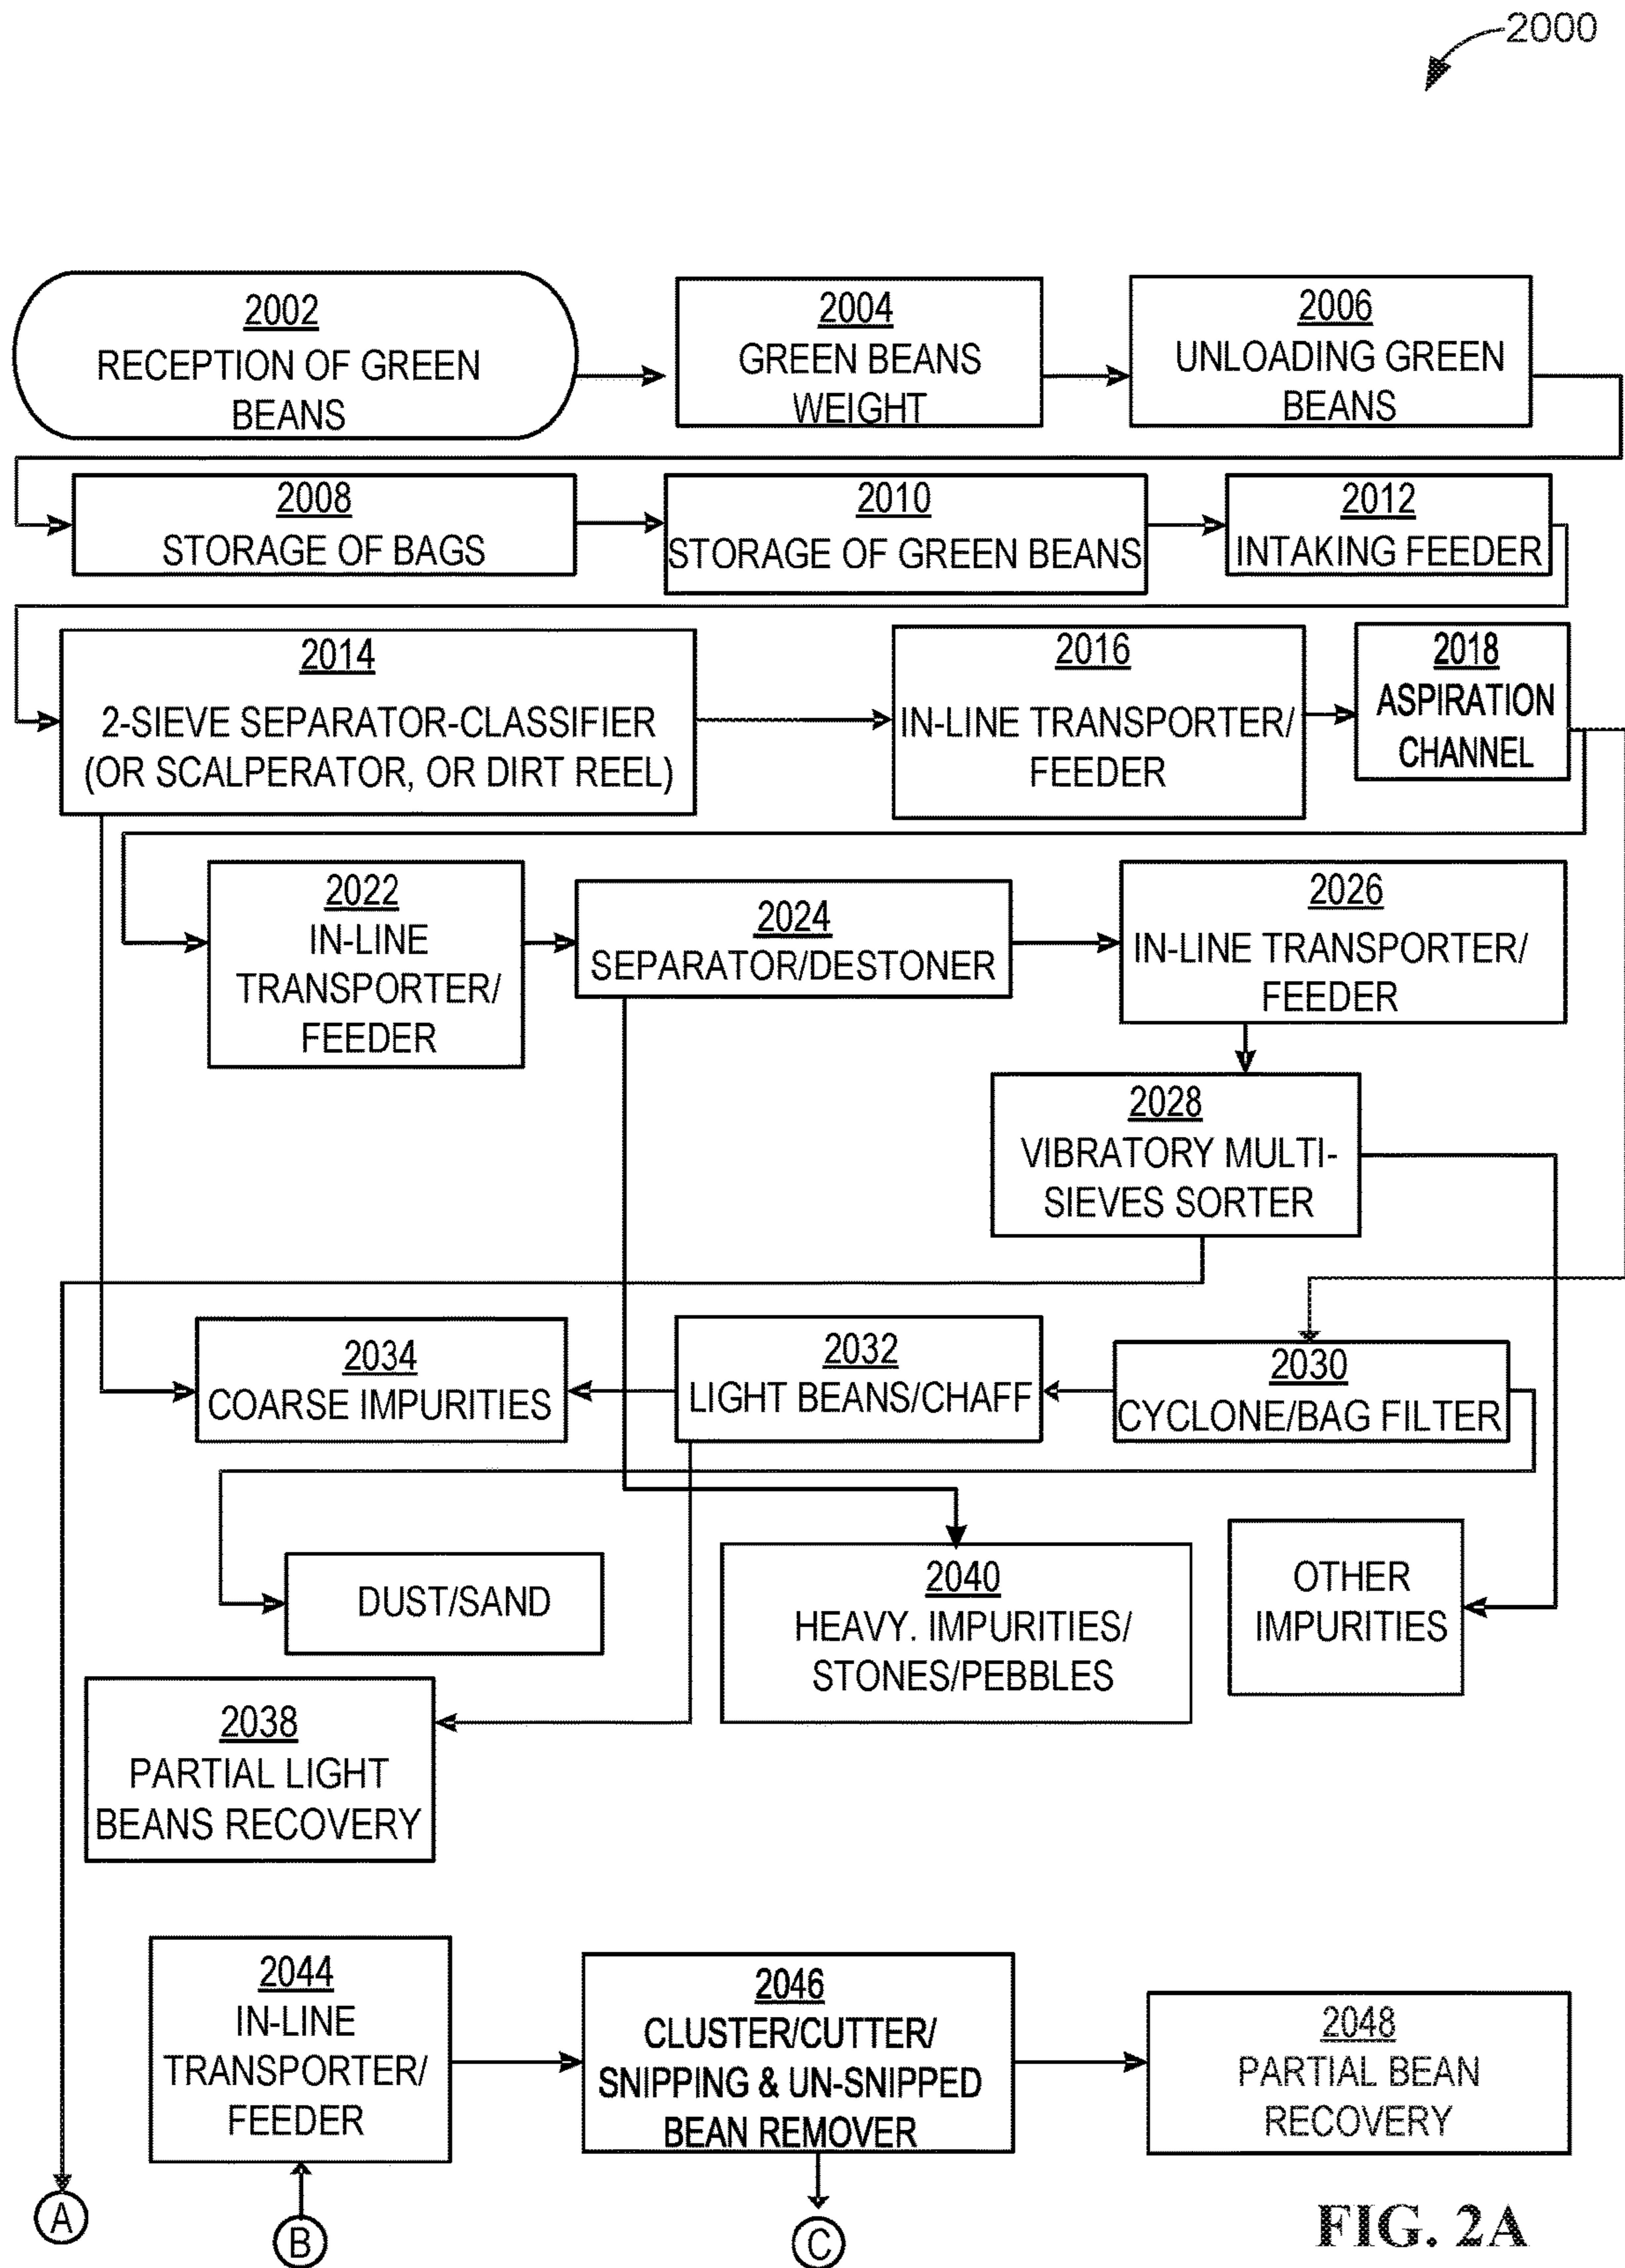 2000
2002
RECEPTION OF GREEN
BEANS
2004
GREEN BEANS
WEIGHT
2006
UNLOADING GREEN
BEANS
2008
STORAGE OF BAGS
2010
STORAGE OF GREEN BEANS
2012
INTAKING FEEDER
2014
2-SIEVE SEPARATOR-CLASSIFIER
(OR SCALPERATOR, OR DIRT REEL)
2016
IN-LINE TRANSPORTER/
FEEDER
2018
ASPIRATION
CHANNEL
2022
IN-LINE
TRANSPORTER/
FEEDER
2024
SEPARATOR/DESTONER
2026
IN-LINE TRANSPORTER/
FEEDER
2028
VIBRATORY MULTI-
SIEVES SORTER
2034
COARSE IMPURITIES
2032
LIGHT BEANS/CHAFF
2030
CYCLONE/BAG FILTER
DUST/SAND
2040
HEAVY. IMPURITIES/
STONES/PEBBLES
OTHER
IMPURITIES
2038
PARTIAL LIGHT
BEANS RECOVERY
2044
IN-LINE
TRANSPORTER/
FEEDER
2046
CLUSTER/CUTTER/
SNIPPING & UN-SNIPPED
BEAN REMOVER
2048
PARTIAL BEAN
RECOVERY
A
B
C
FIG. 2A